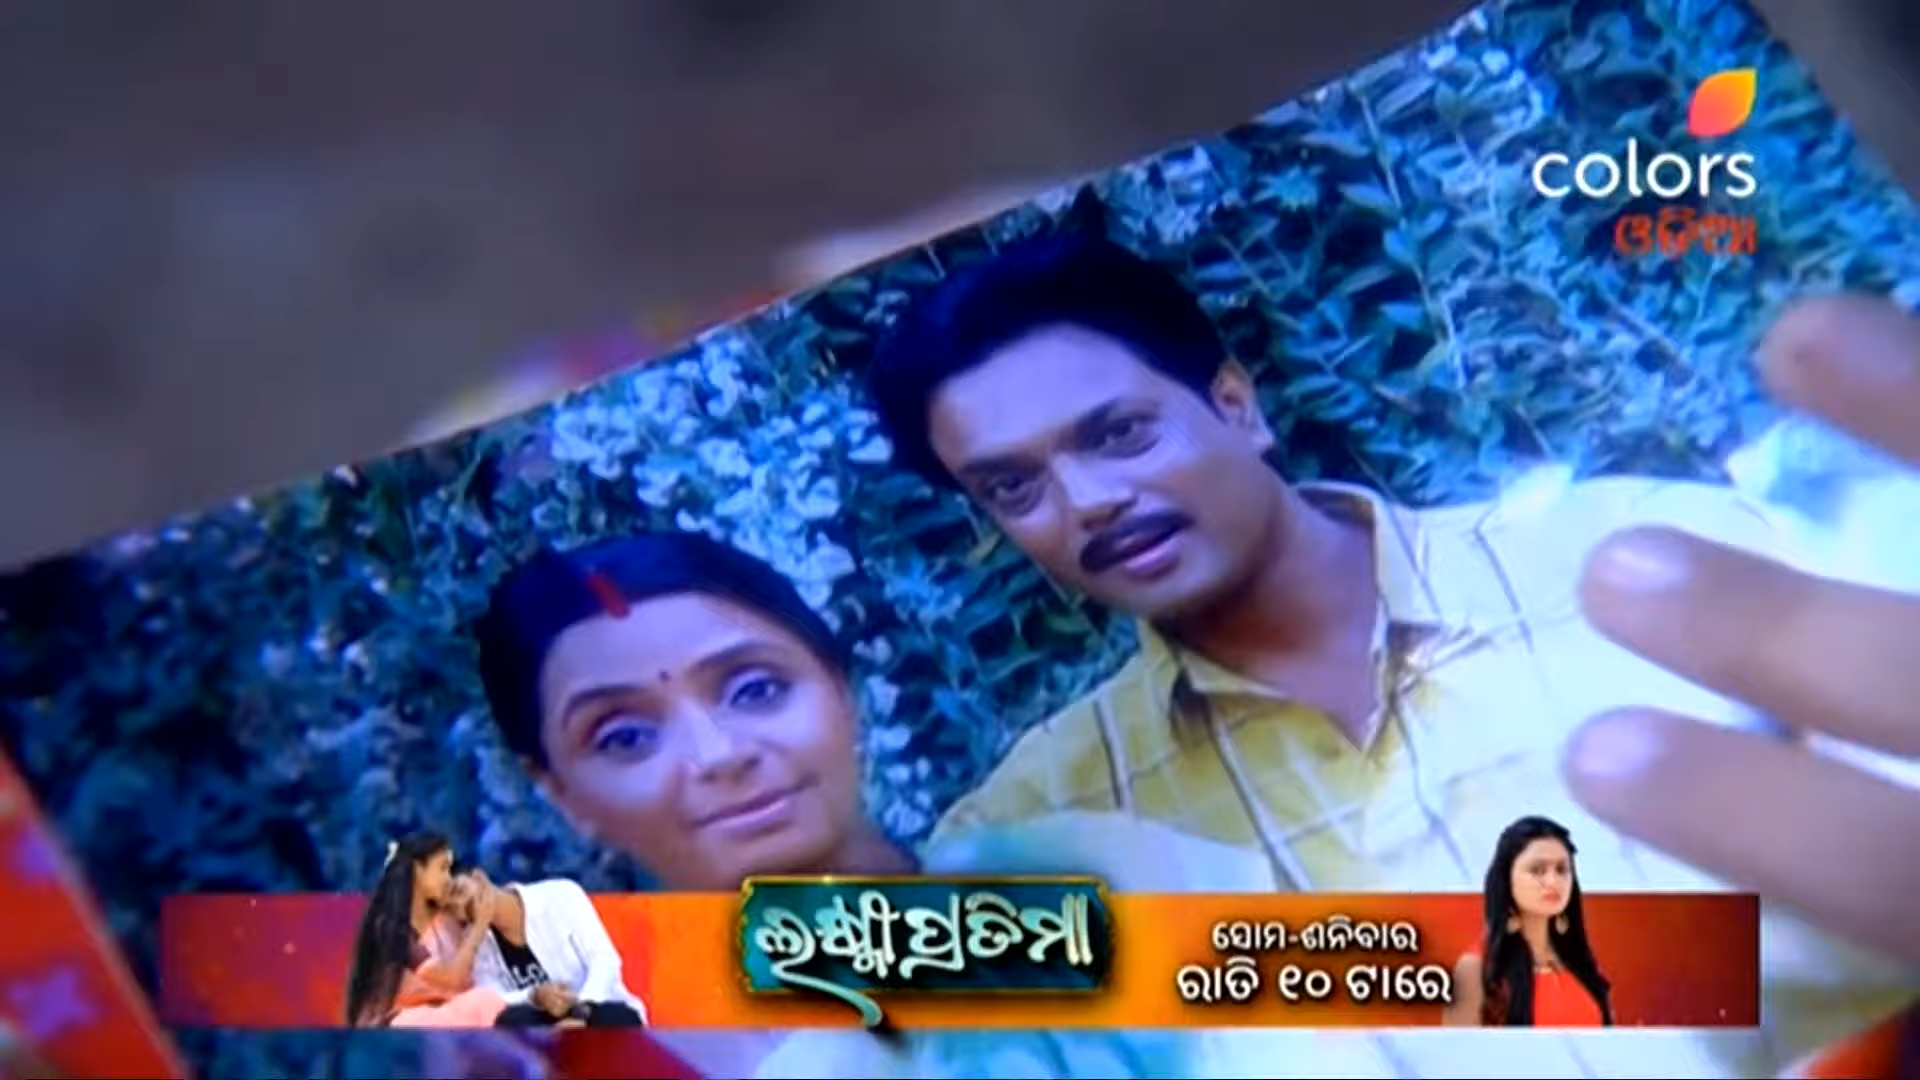 colors
ଓଡ଼ିଆ
ଲକ୍ଷ୍ମୀ ପ୍ରତିମା
ସୋମ-ଶନିବାର
ରାତି ୧୦ ଟାରେ